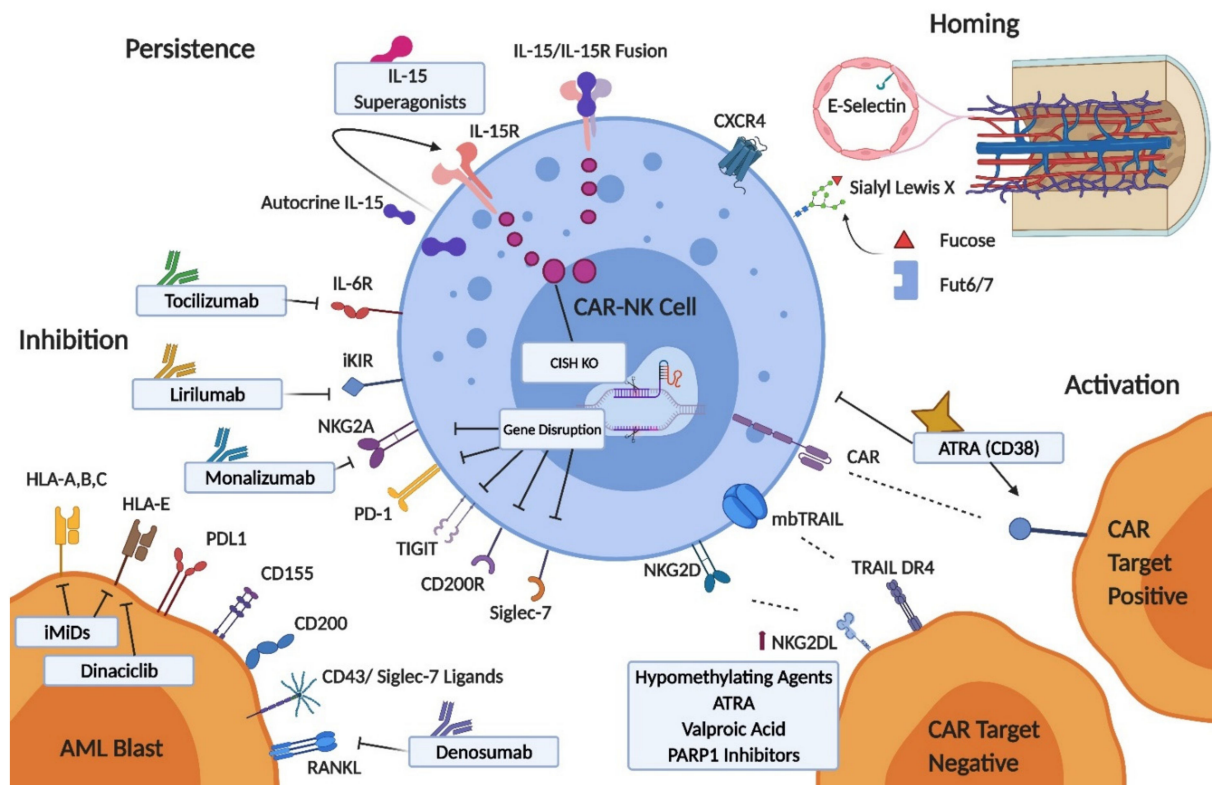 Persistence
IL-15
Superagonists
IL-15/IL-15R Fusion
IL-15R
Autocrine IL-15
CXCR4
Homing
E-Selectin
Sialyl Lewis X
Fucose
Fut6/7
Tocilizumab
IL-6R
Inhibition
Lirilumab
iKIR
NKG2A
Monalizumab
CAR-NK Cell
CISH KO
Gene Disruption
PD-1
TIGIT
CD200R
Siglec-7
NKG2D
mbTRAIL
CAR
Activation
ATRA (CD38)
CAR
Target
Positive
TRAIL DR4
NKG2DL
Hypomethylating Agents
ATRA
Valproic Acid
PARP1 Inhibitors
CAR Target
Negative
HLA-A,B,C
HLA-E
PDL1
CD155
CD200
iMiDs
Dinaciclib
CD43/ Siglec-7 Ligands
AML Blast
RANKL
Denosumab